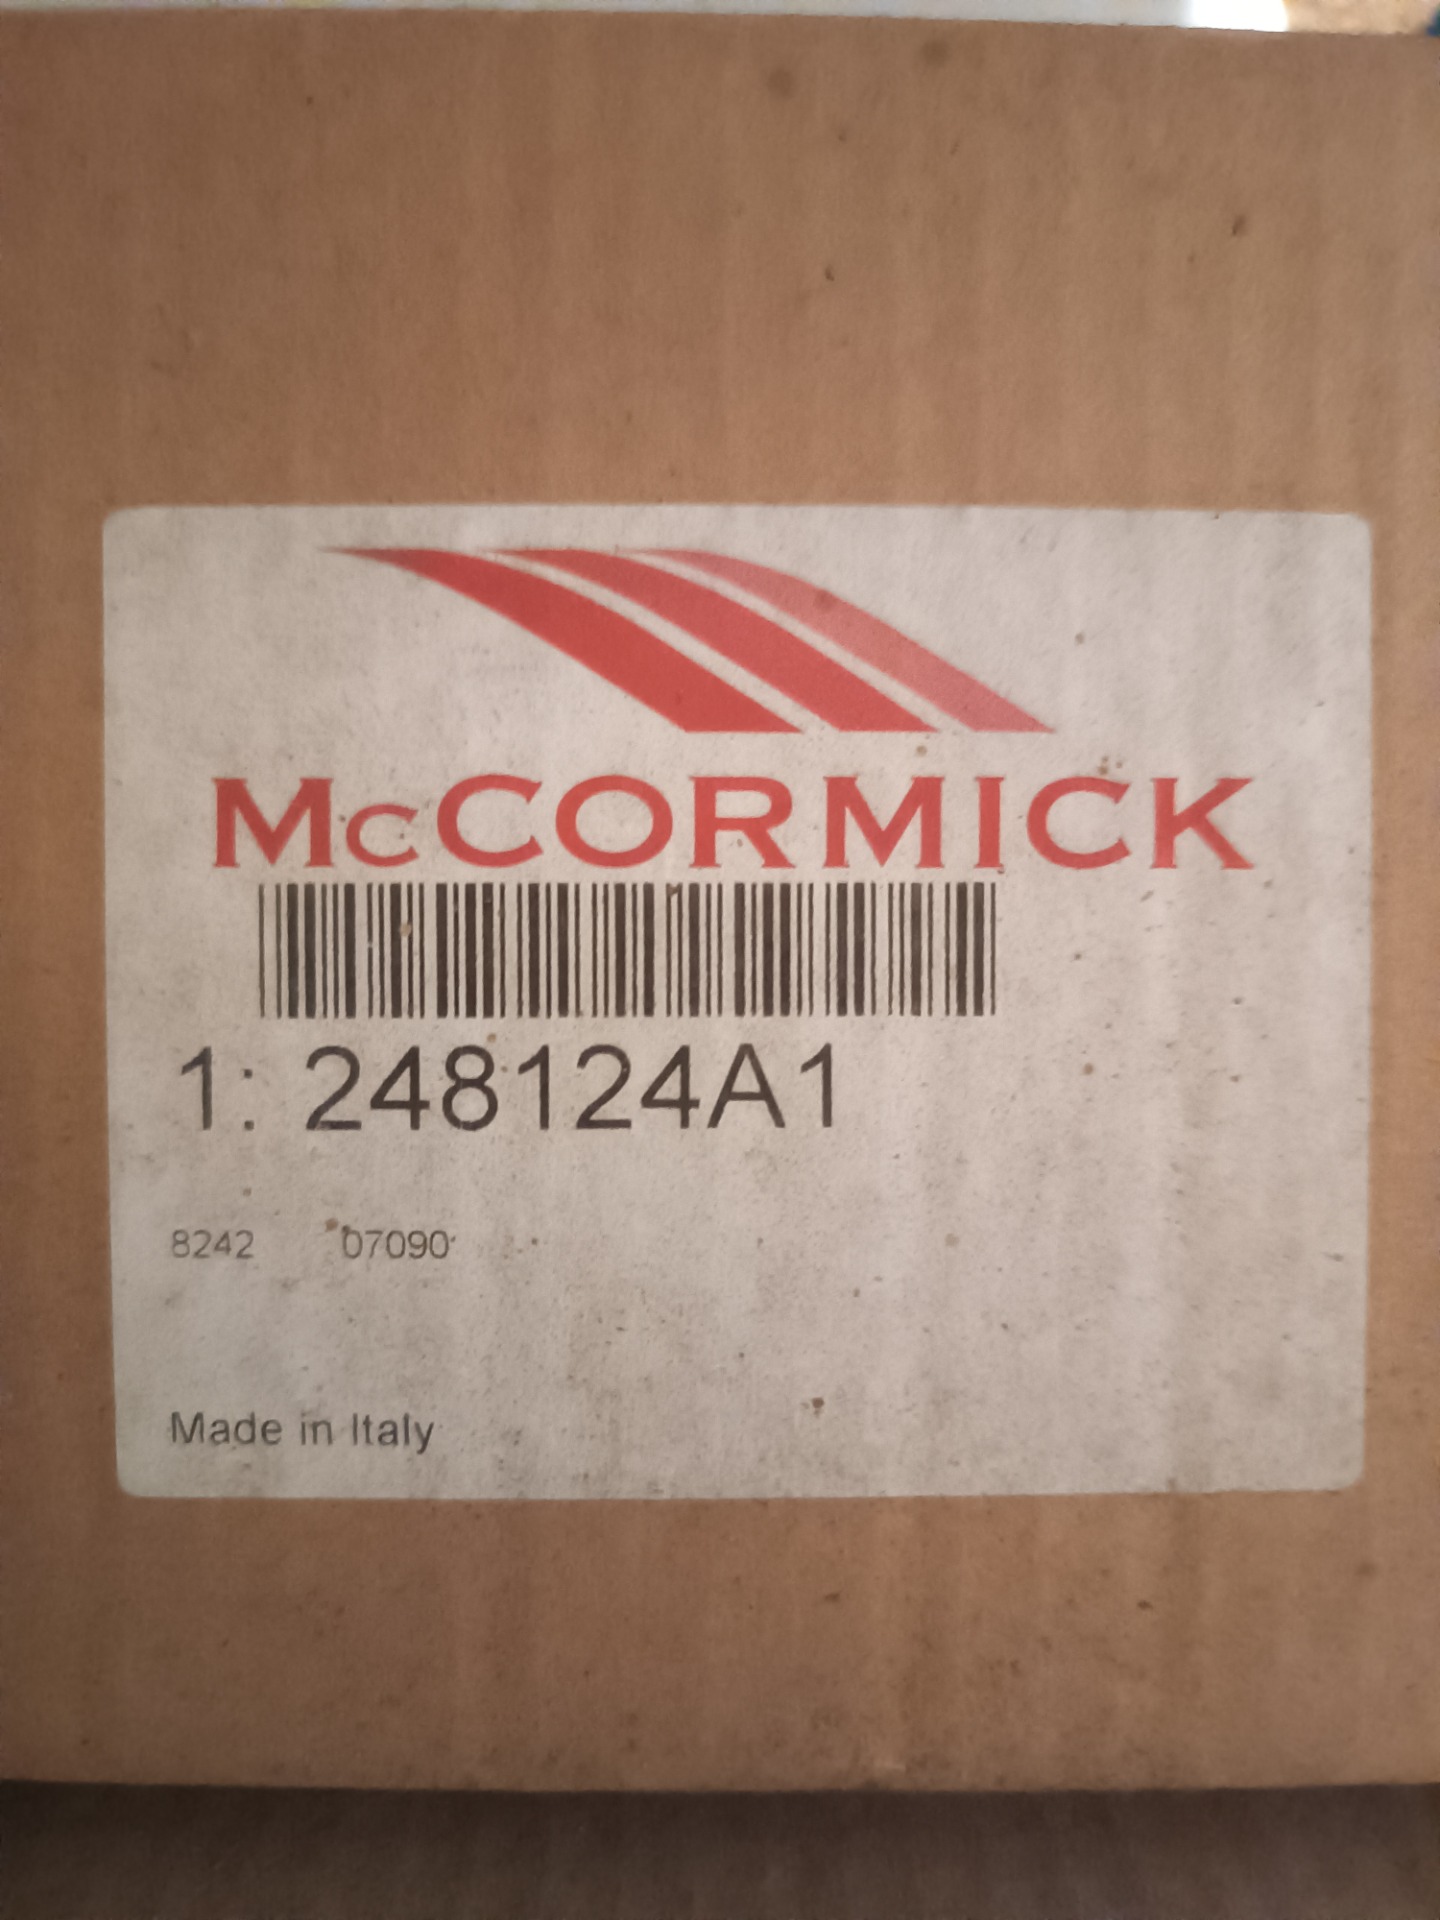 McCORMICK
1: 248124A1
8242 07090
Made in Italy